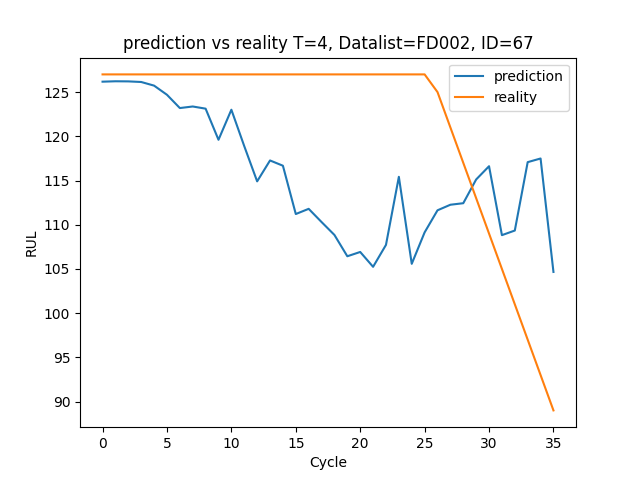 prediction vs reality T=4, Datalist=FD002, ID=67
prediction
reality
RUL
125
120
115
110
105
100
95
90
0 5 10 15 20 25 30 35
Cycle